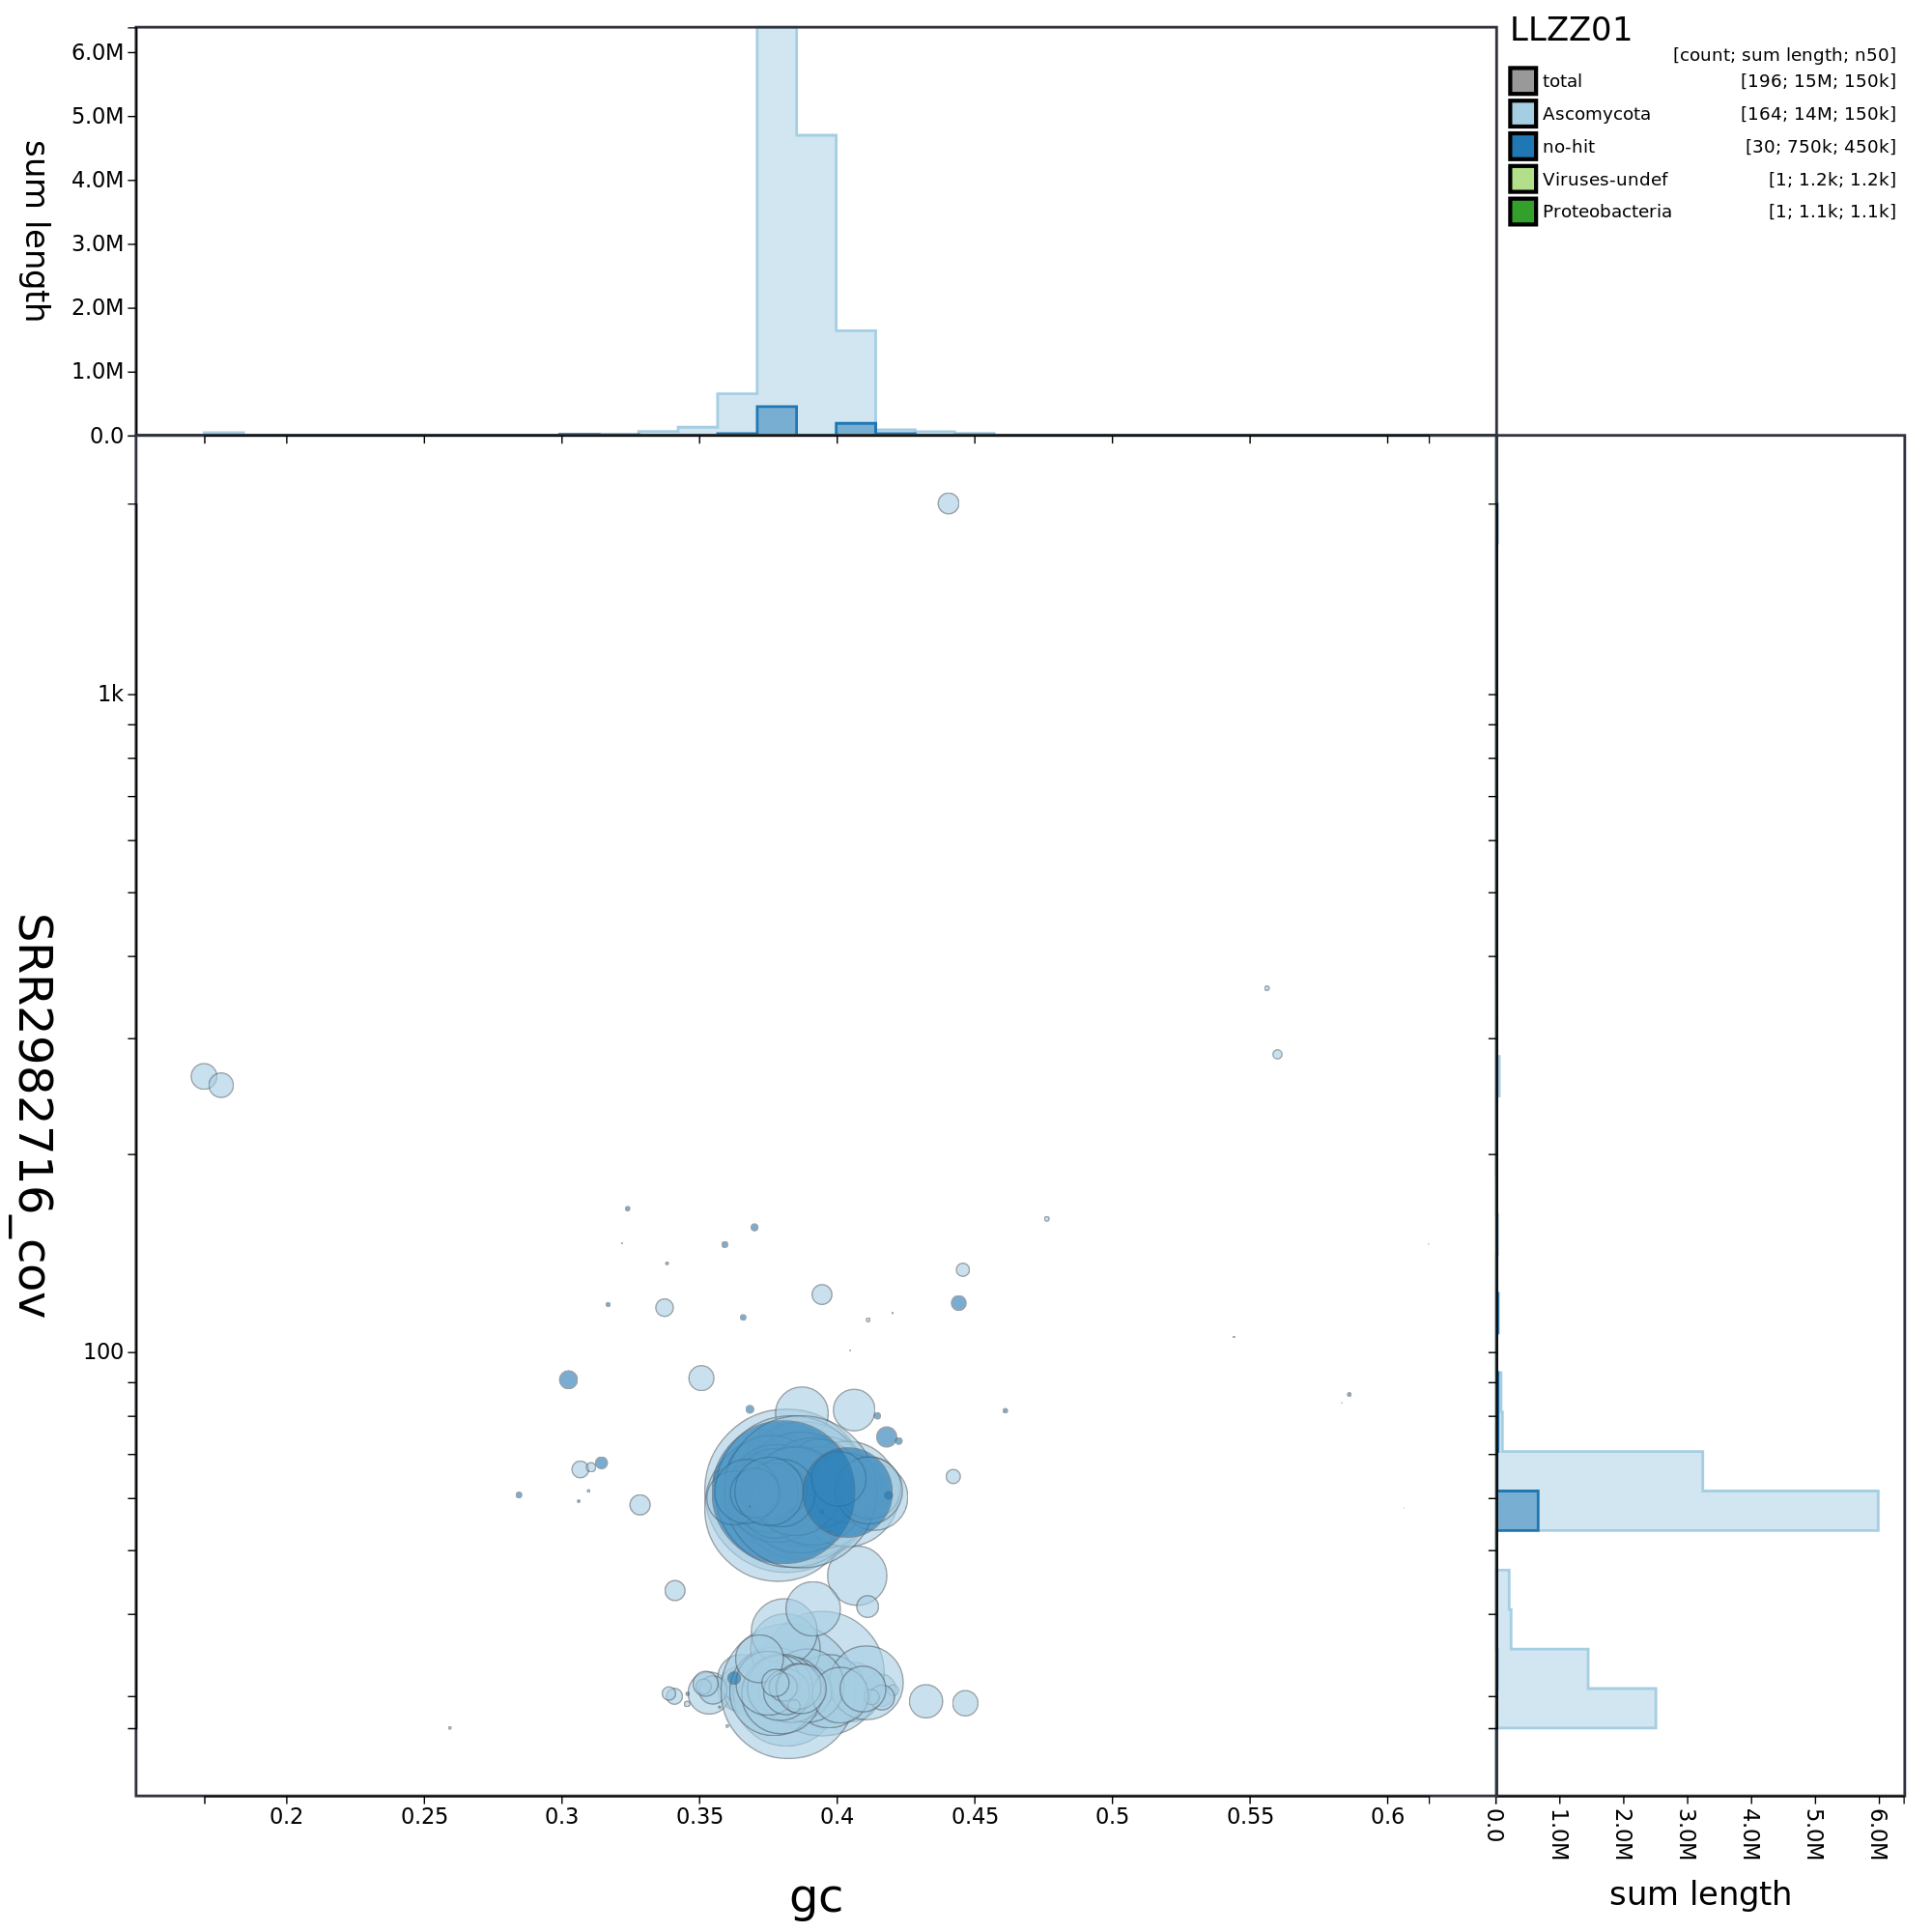 LLZZ01
[count; sum length; n50]
total [196; 15M; 150k]
Ascomycota [164; 14M; 150k]
no-hit [30; 750k; 450k]
Viruses-undef [1; 1.2k; 1.2k]
Proteobacteria [1; 1.1k; 1.1k]
6.0M
5.0M
4.0M
3.0M
2.0M
1.0M
0.0
sum length
1k
100
SRR2982716_cov
0.2 0.25 0.3 0.35 0.4 0.45 0.5 0.55 0.6
gc
0.0 1.0M 2.0M 3.0M 4.0M 5.0M 6.0M
sum length